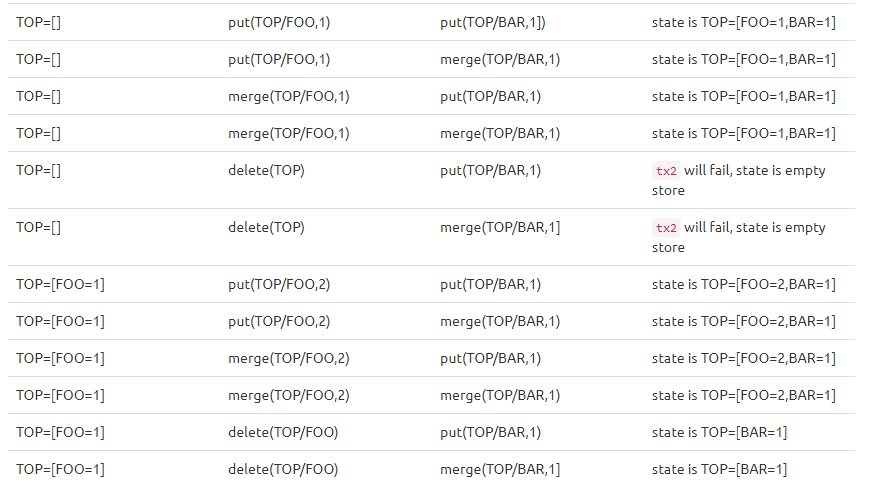 TOP=[] put(TOP/FOO,1) put(TOP/BAR,1]) state is TOP=[FOO=1,BAR=1]
TOP=[] put(TOP/FOO,1) merge(TOP/BAR,1) state is TOP=[FOO=1,BAR=1]
TOP=[] merge(TOP/FOO,1) put(TOP/BAR,1) state is TOP=[FOO=1,BAR=1]
TOP=[] merge(TOP/FOO,1) merge(TOP/BAR,1) state is TOP=[FOO=1,BAR=1]
TOP=[] delete(TOP) put(TOP/BAR,1) tx2 will fail, state is empty
store
TOP=[] delete(TOP) merge(TOP/BAR,1] tx2 will fail, state is empty
store
TOP=[FOO=1] put(TOP/FOO,2) put(TOP/BAR,1) state is TOP=[FOO=2,BAR=1]
TOP=[FOO=1] put(TOP/FOO,2) merge(TOP/BAR,1) state is TOP=[FOO=2,BAR=1]
TOP=[FOO=1] merge(TOP/FOO,2) put(TOP/BAR,1) state is TOP=[FOO=2,BAR=1]
TOP=[FOO=1] merge(TOP/FOO,2) merge(TOP/BAR,1) state is TOP=[FOO=2,BAR=1]
TOP=[FOO=1] delete(TOP/FOO) put(TOP/BAR,1) state is TOP=[BAR=1]
TOP=[FOO=1] delete(TOP/FOO) merge(TOP/BAR,1] state is TOP=[BAR=1]